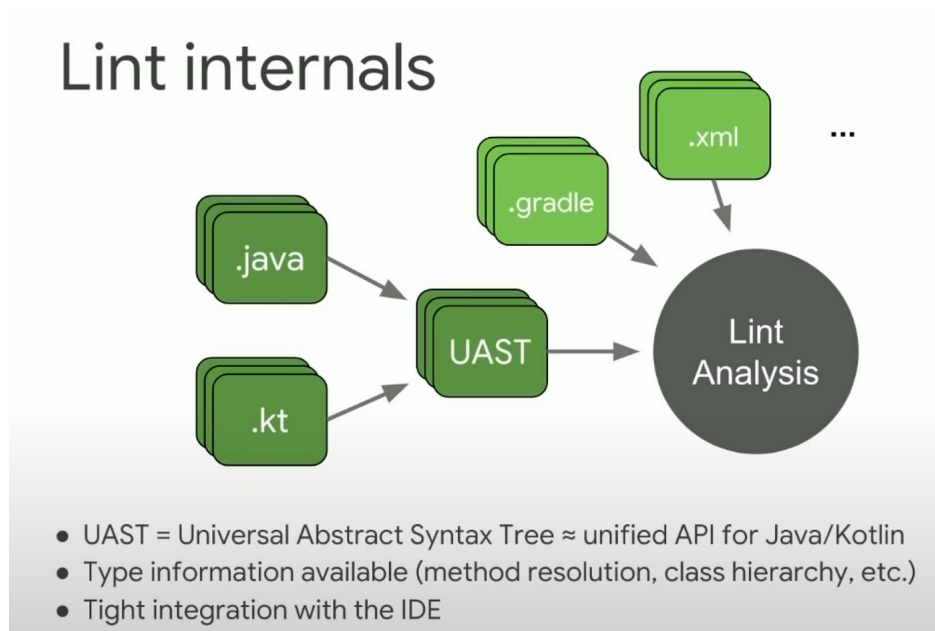 Lint internals
.xml
...
.gradle
.java
UAST
Lint
Analysis
.kt
● UAST = Universal Abstract Syntax Tree ≈ unified API for Java/Kotlin
● Type information available (method resolution, class hierarchy, etc.)
● Tight integration with the IDE